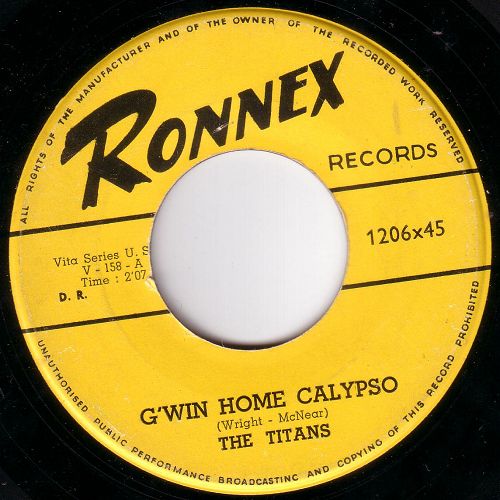 ALL RIGHTS OF THE MANUFACTURER AND OF THE OWNER OF THE RECORDED WORK RESERVED
RONNEX
RECORDS
1206x45
Vita Series U. S
V - 158 - A
Time : 2'07
D. R.
G'WIN HOME CALYPSO
(Wright - McNear)
THE TITANS
UNAUTHORISED PUBLIC PERFORMANCE BROADCASTING AND COPYING OF THIS RECORD PROHIBITED